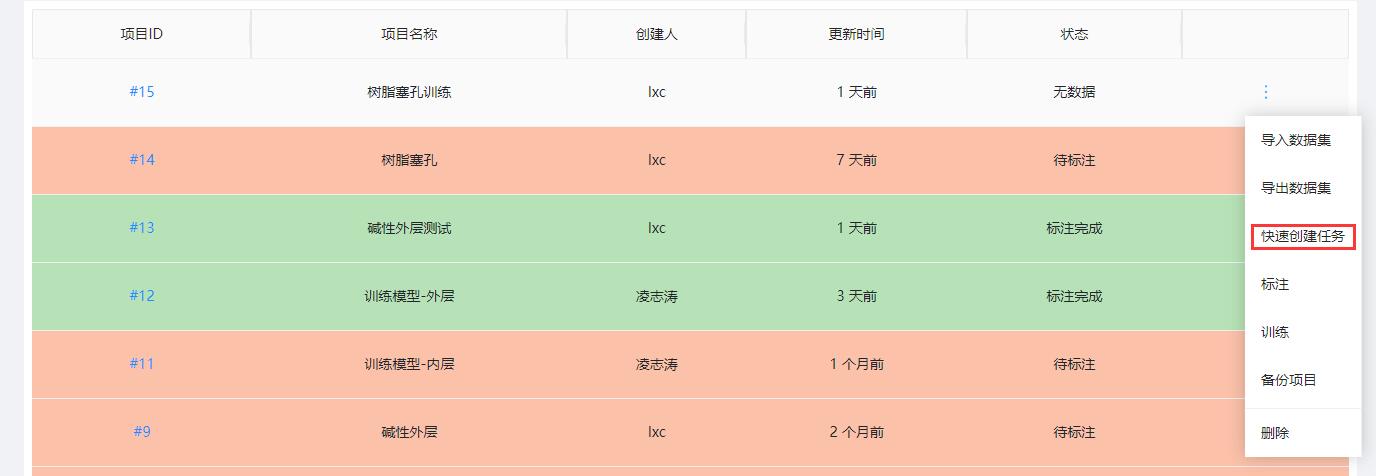 项目ID 项目名称 创建人 更新时间 状态
#15 树脂塞孔训练 lxc 1 天前 无数据
导入数据集
#14 树脂塞孔 lxc 7 天前 待标注
导出数据集
#13 碱性外层测试 lxc 1 天前 标注完成
快速创建任务
标注
#12 训练模型-外层 凌志涛 3 天前 标注完成
训练
#11 训练模型-内层 凌志涛 1 个月前 待标注
备份项目
#9 碱性外层 lxc 2 个月前 待标注
删除